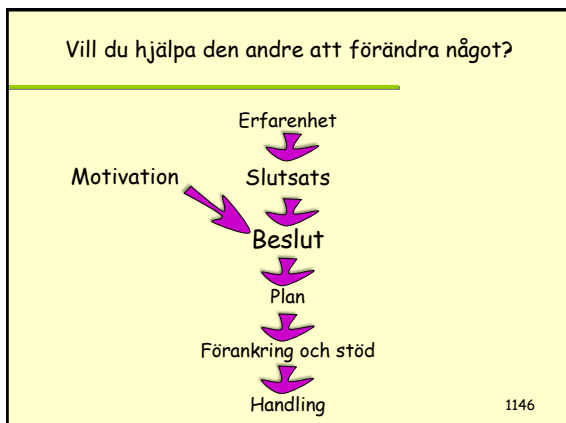 Vill du hjälpa den andre att förändra något?
Erfarenhet
Motivation
Slutsats
Beslut
Plan
Förankring och stöd
Handling
1146